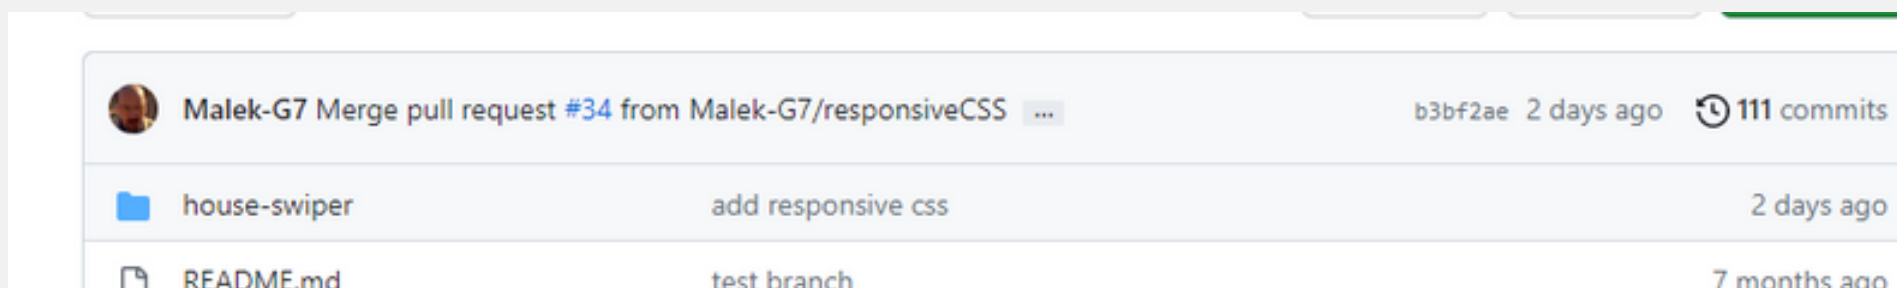 Malek-G7 Merge pull request #34 from Malek-G7/responsiveCSS ... b3bf2ae 2 days ago 111 commits
house-swiper add responsive css 2 days ago
README.md test branch 7 months ago